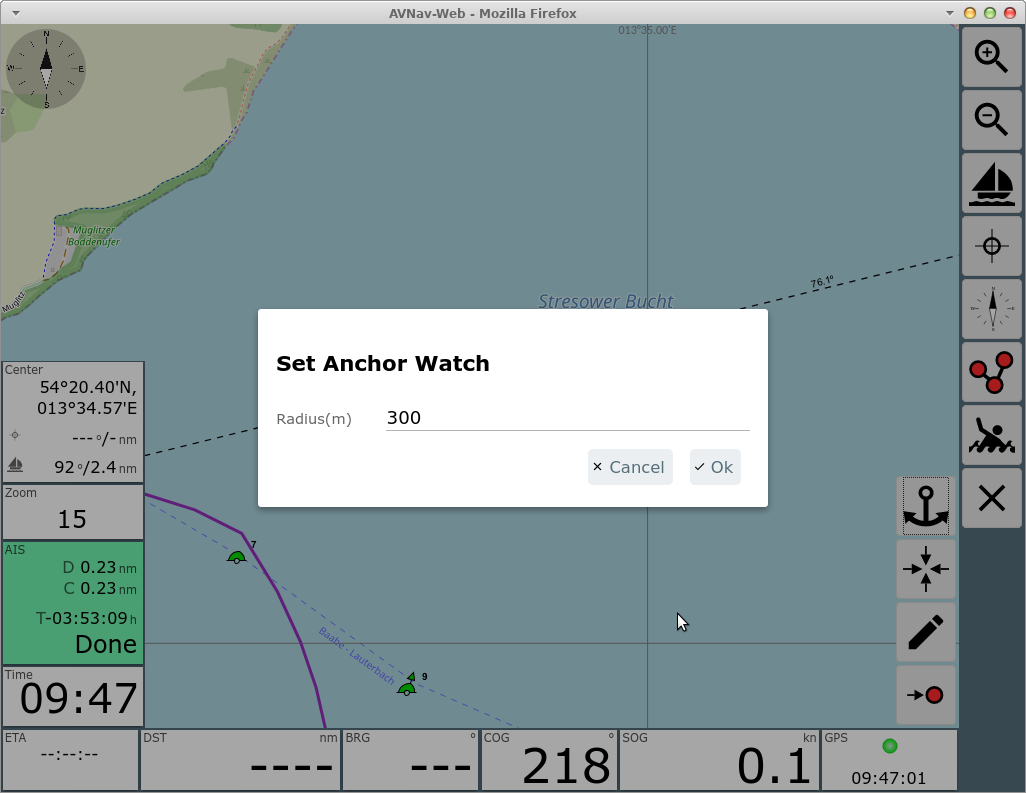 AVNav-Web - Mozilla Firefox
013°35.00'E
N
W
E
S
z
Muglitzer
Boddenufer
Muglitz
Stresower Bucht
76.1°
Set Anchor Watch
Radius(m) 300
× Cancel ✓ Ok
Center
54°20.40'N,
013°34.57'E
--- °/- nm
92 °/2.4 nm
Zoom
15
AIS
D 0.23 nm
C 0.23 nm
T-03:53:09 h
Done
Time
09:47
7
9
Baabe - Lauterbach
ETA
--:--:--
DST nm
----
BRG °
---
COG °
218
SOG kn
0.1
GPS
09:47:01